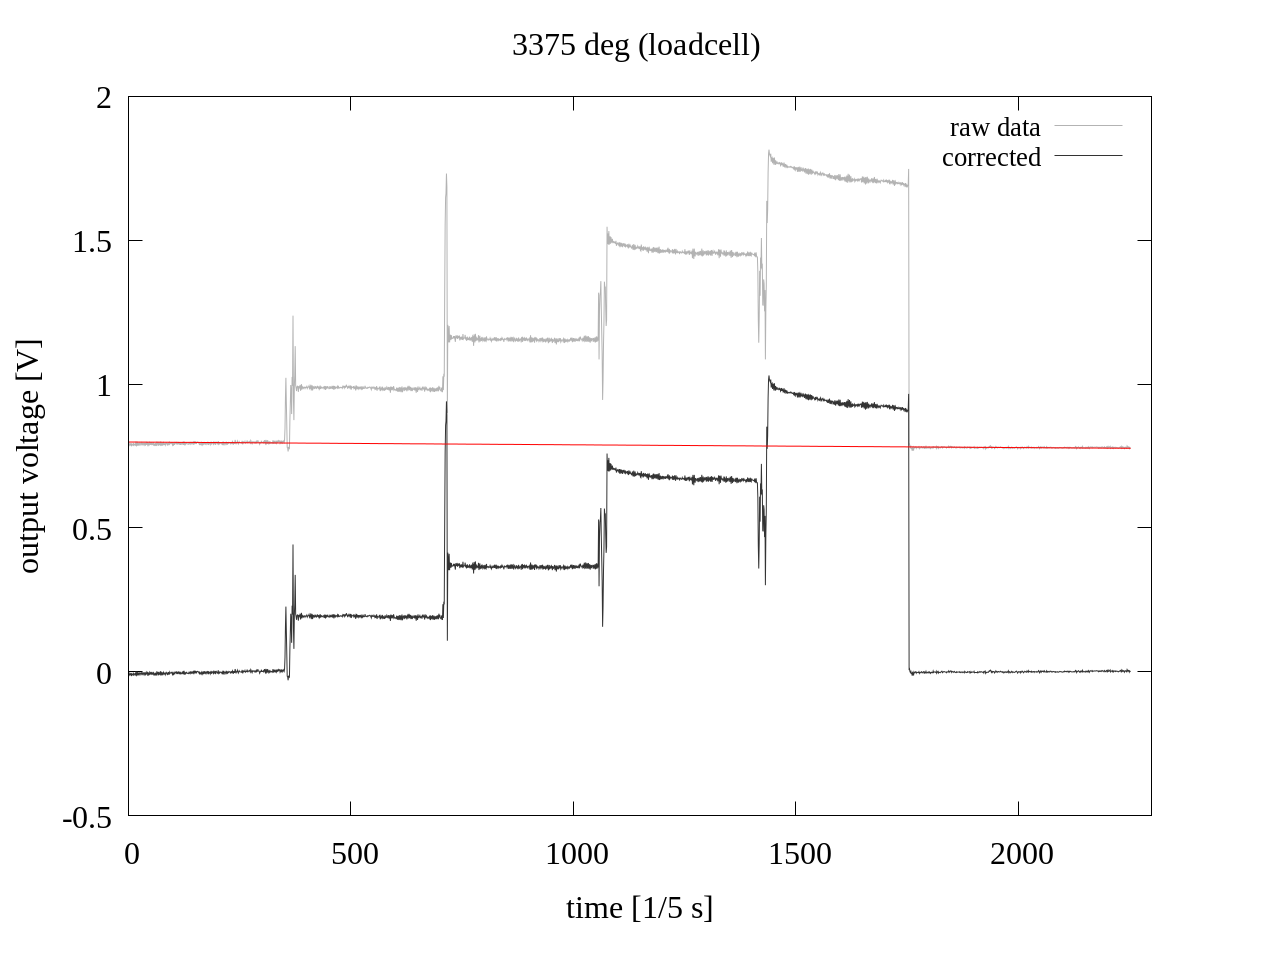 3375 deg (loadcell)
raw data
corrected
2
1.5
1
0.5
0
-0.5
output voltage [V]
0 500 1000 1500 2000
time [1/5 s]